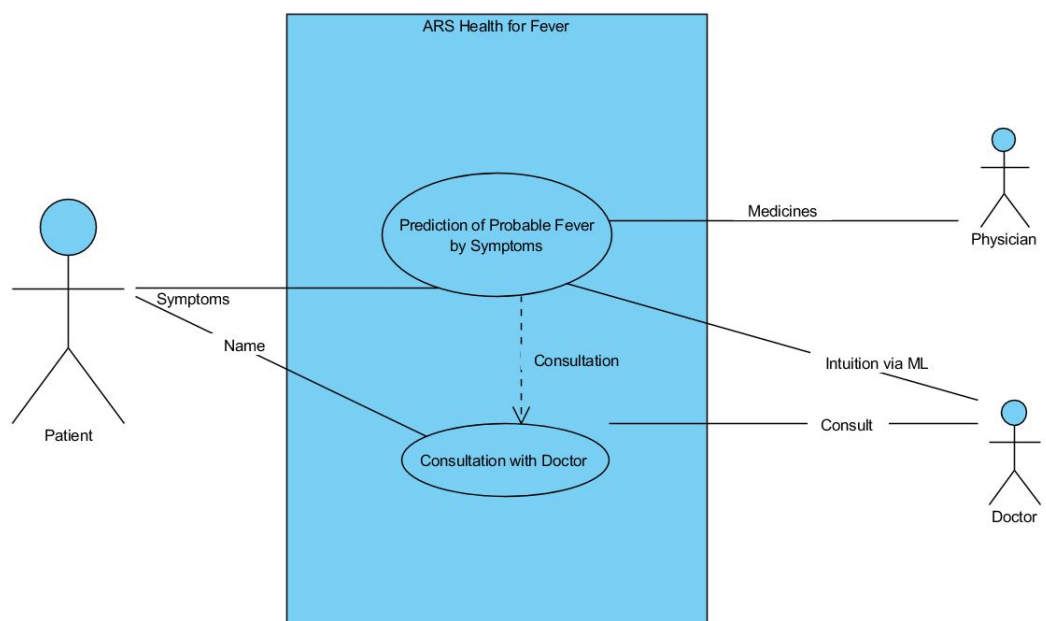 ARS Health for Fever
Prediction of Probable Fever
by Symptoms
Medicines
Physician
Symptoms
Name
Consultation
Intuition via ML
Consult
Patient
Consultation with Doctor
Doctor